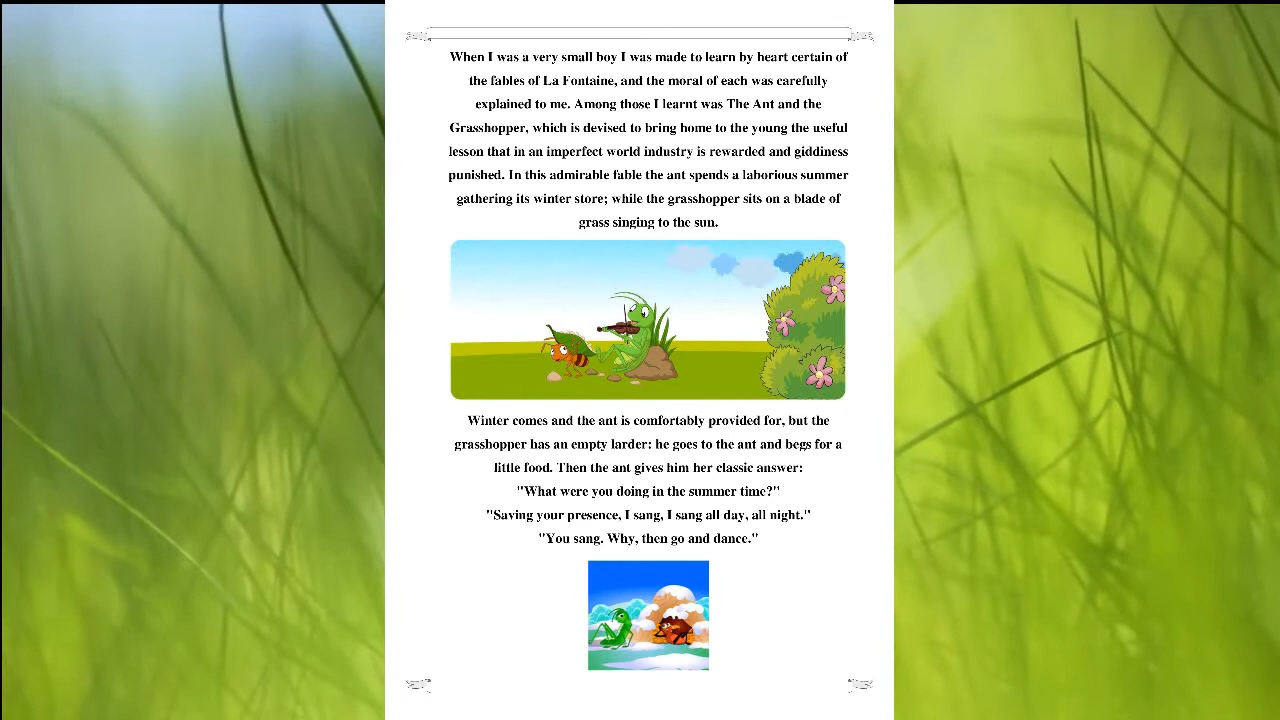 When I was a very small boy I was made to learn by heart certain of
the fables of La Fontaine, and the moral of each was carefully
explained to me. Among those I learnt was The Ant and the
Grasshopper, which is devised to bring home to the young the useful
lesson that in an imperfect world industry is rewarded and giddiness
punished. In this admirable fable the ant spends a laborious summer
gathering its winter store; while the grasshopper sits on a blade of
grass singing to the sun.
Winter comes and the ant is comfortably provided for, but the
grasshopper has an empty larder: he goes to the ant and begs for a
little food. Then the ant gives him her classic answer:
"What were you doing in the summer time?"
"Saving your presence, I sang, I sang all day, all night."
"You sang. Why, then go and dance."